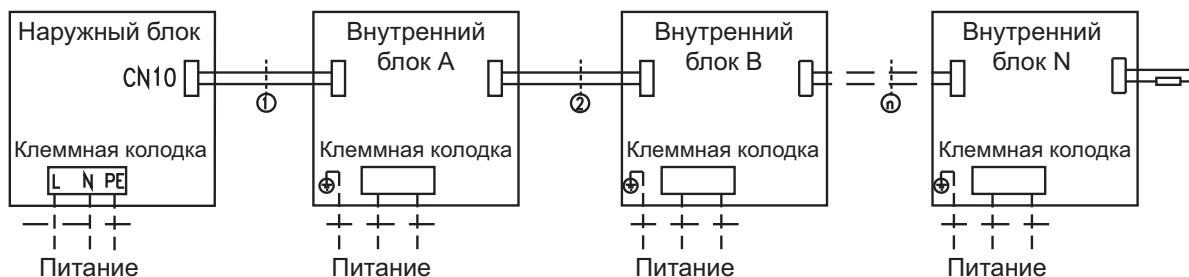 Наружный блок
CN10
Клеммная колодка
L N PE
Питание
1
Внутренний
блок A
Клеммная колодка
Питание
2
Внутренний
блок B
Клеммная колодка
Питание
n
Внутренний
блок N
Клеммная колодка
Питание